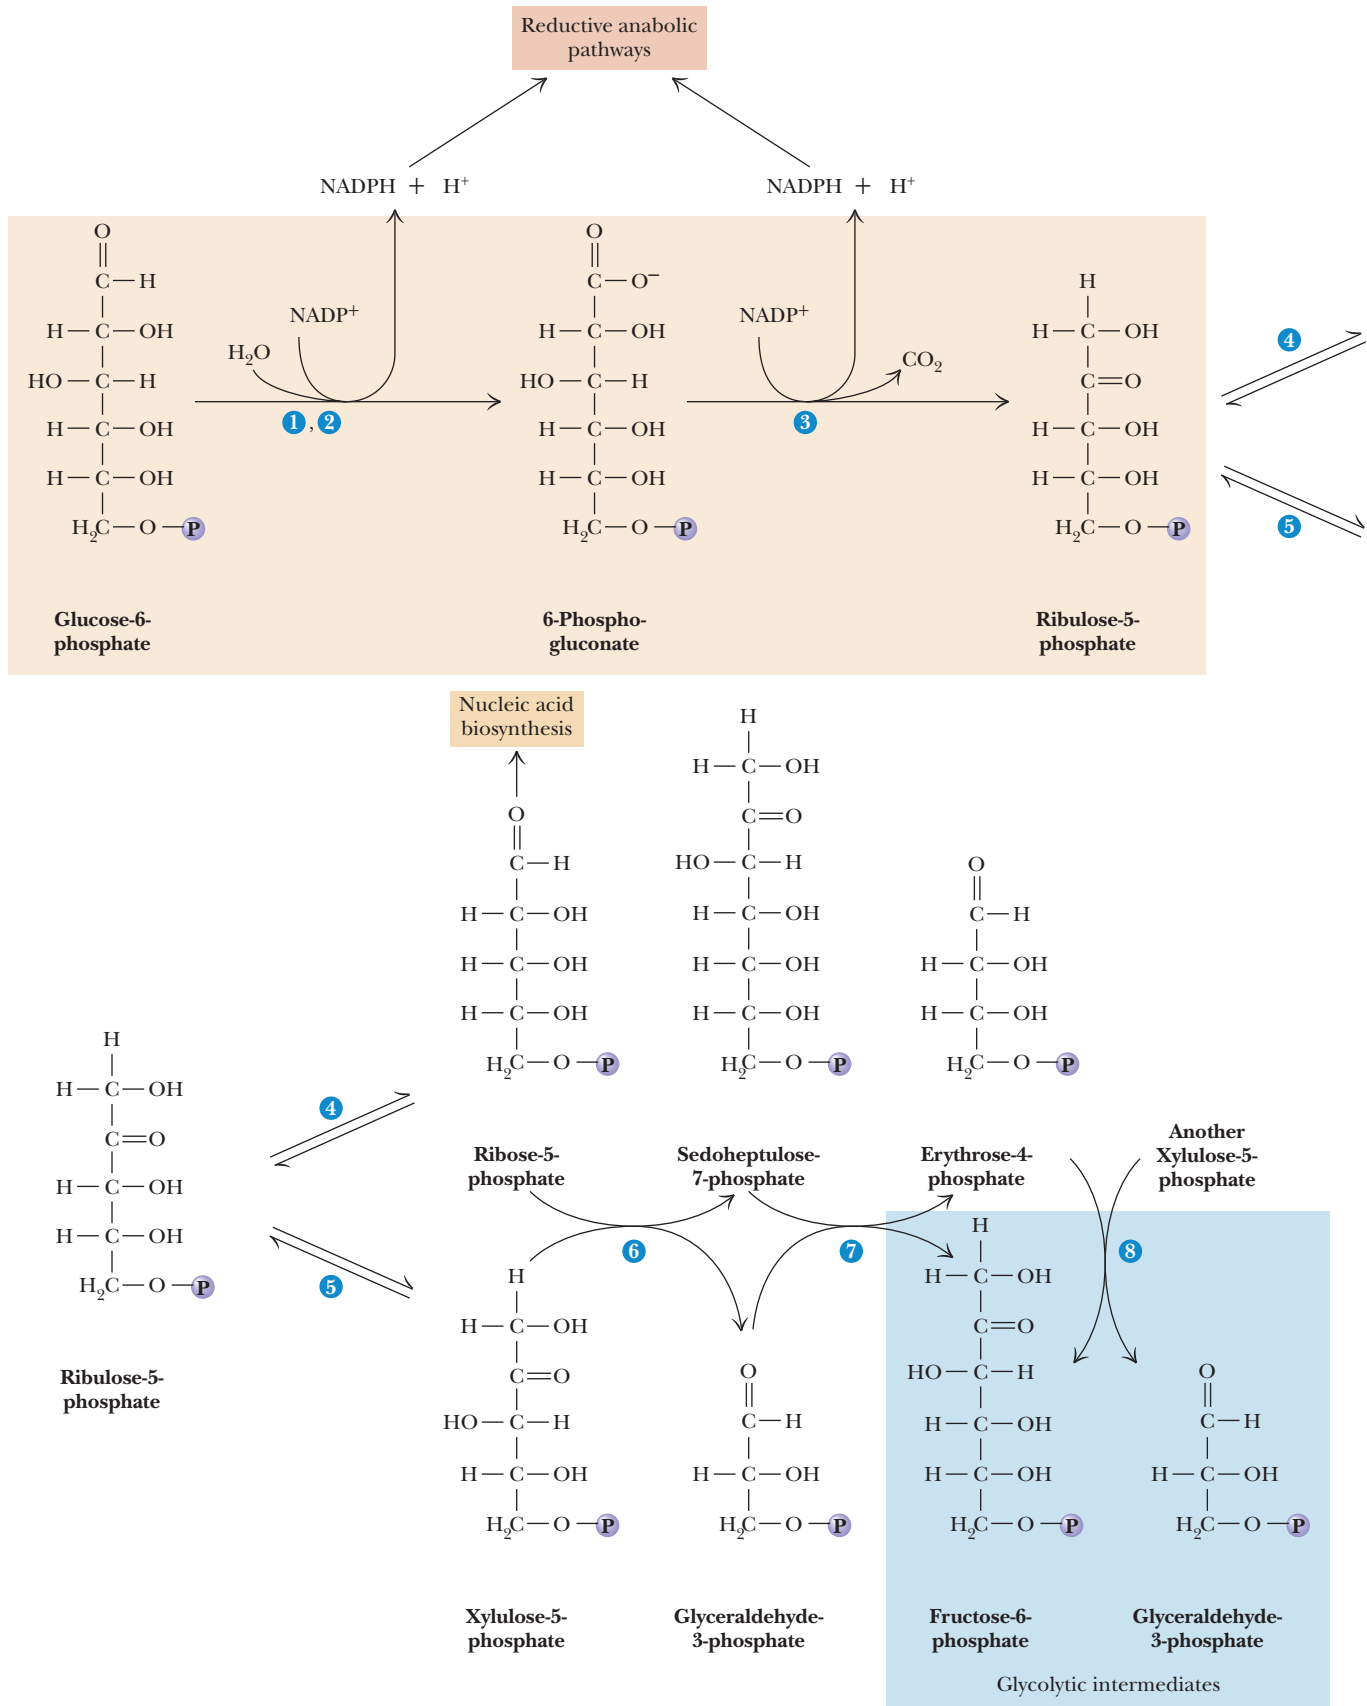 Reductive anabolic
pathways
NADPH + H⁺
NADPH + H⁺
O
C—H
H—C—OH
HO—C—H
H—C—OH
H—C—OH
H₂C—O—P
Glucose-6-
phosphate
H₂O
NADP⁺
1, 2
O
C—O⁻
H—C—OH
HO—C—H
H—C—OH
H—C—OH
H₂C—O—P
6-Phospho-
gluconate
NADP⁺
CO₂
3
H
H—C—OH
C=O
H—C—OH
H—C—OH
H₂C—O—P
Ribulose-5-
phosphate
4
5
H
H—C—OH
C=O
H—C—OH
H—C—OH
H₂C—O—P
Ribulose-5-
phosphate
4
5
Nucleic acid
biosynthesis
O
C—H
H—C—OH
H—C—OH
H—C—OH
H₂C—O—P
Ribose-5-
phosphate
H
H—C—OH
C=O
HO—C—H
H—C—OH
H—C—OH
H—C—OH
H₂C—O—P
Sedoheptulose-
7-phosphate
O
C—H
H—C—OH
H—C—OH
H₂C—O—P
Erythrose-4-
phosphate
Another
Xylulose-5-
phosphate
6
7
8
H
H—C—OH
C=O
HO—C—H
H—C—OH
H₂C—O—P
Xylulose-5-
phosphate
O
C—H
H—C—OH
H₂C—O—P
Glyceraldehyde-
3-phosphate
H
H—C—OH
C=O
HO—C—H
H—C—OH
H—C—OH
H₂C—O—P
Fructose-6-
phosphate
O
C—H
H—C—OH
H₂C—O—P
Glyceraldehyde-
3-phosphate
Glycolytic intermediates